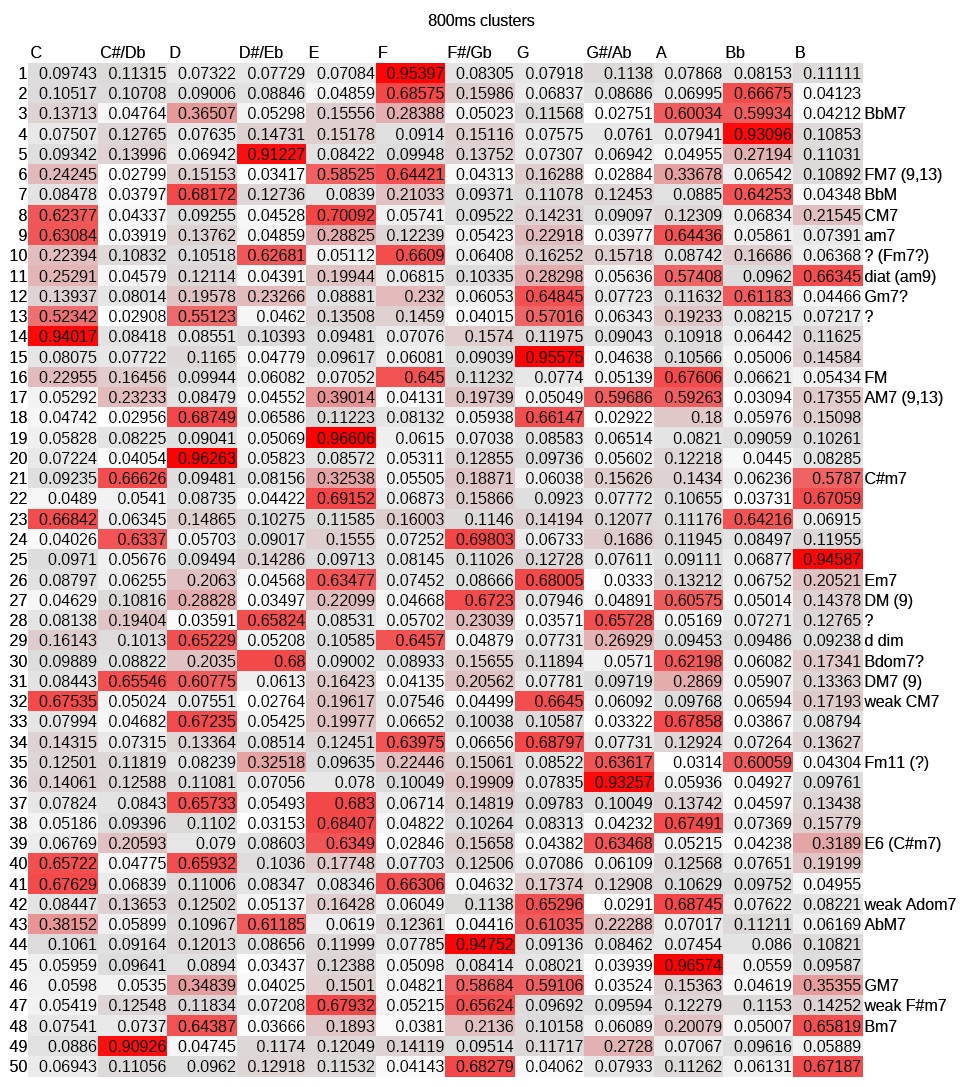 800ms clusters
C C#/Db D D#/Eb E F F#/Gb G G#/Ab A Bb B
1 0.09743 0.11315 0.07322 0.07729 0.07084 0.95397 0.08305 0.07918 0.1138 0.07868 0.08153 0.11111
2 0.10517 0.10708 0.09006 0.08846 0.04859 0.68575 0.15986 0.06837 0.08686 0.06995 0.66675 0.04123
3 0.13713 0.04764 0.36507 0.05298 0.15556 0.28388 0.05023 0.11568 0.02751 0.60034 0.59934 0.04212 BbM7
4 0.07507 0.12765 0.07635 0.14731 0.15178 0.0914 0.15116 0.07575 0.0761 0.07941 0.93096 0.10853
5 0.09342 0.13996 0.06942 0.91227 0.08422 0.09948 0.13752 0.07307 0.06942 0.04955 0.27194 0.11031
6 0.24245 0.02799 0.15153 0.03417 0.58525 0.64421 0.04313 0.16288 0.02884 0.33678 0.06542 0.10892 FM7 (9,13)
7 0.08478 0.03797 0.68172 0.12736 0.0839 0.21033 0.09371 0.11078 0.12453 0.0885 0.64253 0.04348 BbM
8 0.62377 0.04337 0.09255 0.04528 0.70092 0.05741 0.09522 0.14231 0.09097 0.12309 0.06834 0.21545 CM7
9 0.63084 0.03919 0.13762 0.04859 0.28825 0.12239 0.05423 0.22918 0.03977 0.64436 0.05861 0.07391 am7
10 0.22394 0.10832 0.10518 0.62681 0.05112 0.6609 0.06408 0.16252 0.15718 0.08742 0.16686 0.06368 ? (Fm7?)
11 0.25291 0.04579 0.12114 0.04391 0.19944 0.06815 0.10335 0.28298 0.05636 0.57408 0.0962 0.66345 diat (am9)
12 0.13937 0.08014 0.19578 0.23266 0.08881 0.232 0.06053 0.64845 0.07723 0.11632 0.61183 0.04466 Gm7?
13 0.52342 0.02908 0.55123 0.0462 0.13508 0.1459 0.04015 0.57016 0.06343 0.19233 0.08215 0.07217 ?
14 0.94017 0.08418 0.08551 0.10393 0.09481 0.07076 0.1574 0.11975 0.09043 0.10918 0.06442 0.11625
15 0.08075 0.07722 0.1165 0.04779 0.09617 0.06081 0.09039 0.95575 0.04638 0.10566 0.05006 0.14584
16 0.22955 0.16456 0.09944 0.06082 0.07052 0.645 0.11232 0.0774 0.05139 0.67606 0.06621 0.05434 FM
17 0.05292 0.23233 0.08479 0.04552 0.39014 0.04131 0.19739 0.05049 0.59686 0.59263 0.03094 0.17355 AM7 (9,13)
18 0.04742 0.02956 0.68749 0.06586 0.11223 0.08132 0.05938 0.66147 0.02922 0.18 0.05976 0.15098
19 0.05828 0.08225 0.09041 0.05069 0.96606 0.0615 0.07038 0.08583 0.06514 0.0821 0.09059 0.10261
20 0.07224 0.04054 0.96263 0.05823 0.08572 0.05311 0.12855 0.09736 0.05602 0.12218 0.0445 0.08285
21 0.09235 0.66626 0.09481 0.08156 0.32538 0.05505 0.18871 0.06038 0.15626 0.1434 0.06236 0.5787 C#m7
22 0.0489 0.0541 0.08735 0.04422 0.69152 0.06873 0.15866 0.0923 0.07772 0.10655 0.03731 0.67059
23 0.66842 0.06345 0.14865 0.10275 0.11585 0.16003 0.1146 0.14194 0.12077 0.11176 0.64216 0.06915
24 0.04026 0.6337 0.05703 0.09017 0.1555 0.07252 0.69803 0.06733 0.1686 0.11945 0.08497 0.11955
25 0.0971 0.05676 0.09494 0.14286 0.09713 0.08145 0.11026 0.12728 0.07611 0.09111 0.06877 0.94587
26 0.08797 0.06255 0.2063 0.04568 0.63477 0.07452 0.08666 0.68005 0.0333 0.13212 0.06752 0.20521 Em7
27 0.04629 0.10816 0.28828 0.03497 0.22099 0.04668 0.6723 0.07946 0.04891 0.60575 0.05014 0.14378 DM (9)
28 0.08138 0.19404 0.03591 0.65824 0.08531 0.05702 0.23039 0.03571 0.65728 0.05169 0.07271 0.12765 ?
29 0.16143 0.1013 0.65229 0.05208 0.10585 0.6457 0.04879 0.07731 0.26929 0.09453 0.09486 0.09238 d dim
30 0.09889 0.08822 0.2035 0.68 0.09002 0.08933 0.15655 0.11894 0.0571 0.62198 0.06082 0.17341 Bdom7?
31 0.08443 0.65546 0.60775 0.0613 0.16423 0.04135 0.20562 0.07781 0.09719 0.2869 0.05907 0.13363 DM7 (9)
32 0.67535 0.05024 0.07551 0.02764 0.19617 0.07546 0.04499 0.6645 0.06092 0.09768 0.06594 0.17193 weak CM7
33 0.07994 0.04682 0.67235 0.05425 0.19977 0.06652 0.10038 0.10587 0.03322 0.67858 0.03867 0.08794
34 0.14315 0.07315 0.13364 0.08514 0.12451 0.63975 0.06656 0.68797 0.07731 0.12924 0.07264 0.13627
35 0.12501 0.11819 0.08239 0.32518 0.09635 0.22446 0.15061 0.08522 0.63617 0.0314 0.60059 0.04304 Fm11 (?)
36 0.14061 0.12588 0.11081 0.07056 0.078 0.10049 0.19909 0.07835 0.93257 0.05936 0.04927 0.09761
37 0.07824 0.0843 0.65733 0.05493 0.683 0.06714 0.14819 0.09783 0.10049 0.13742 0.04597 0.13438
38 0.05186 0.09396 0.1102 0.03153 0.68407 0.04822 0.10264 0.08313 0.04232 0.67491 0.07369 0.15779
39 0.06769 0.20593 0.079 0.08603 0.6349 0.02846 0.15658 0.04382 0.63468 0.05215 0.04238 0.3189 E6 (C#m7)
40 0.65722 0.04775 0.65932 0.1036 0.17748 0.07703 0.12506 0.07086 0.06109 0.12568 0.07651 0.19199
41 0.67629 0.06839 0.11006 0.08347 0.08346 0.66306 0.04632 0.17374 0.12908 0.10629 0.09752 0.04955
42 0.08447 0.13653 0.12502 0.05137 0.16428 0.06049 0.1138 0.65296 0.0291 0.68745 0.07622 0.08221 weak Adom7
43 0.38152 0.05899 0.10967 0.61185 0.0619 0.12361 0.04416 0.61035 0.22288 0.07017 0.11211 0.06169 AbM7
44 0.1061 0.09164 0.12013 0.08656 0.11999 0.07785 0.94752 0.09136 0.08462 0.07454 0.086 0.10821
45 0.05959 0.09641 0.0894 0.03437 0.12388 0.05098 0.08414 0.08021 0.03939 0.96574 0.0559 0.09587
46 0.0598 0.0535 0.34839 0.04025 0.1501 0.04821 0.58684 0.59106 0.03524 0.15363 0.04619 0.35355 GM7
47 0.05419 0.12548 0.11834 0.07208 0.67932 0.05215 0.65624 0.09692 0.09594 0.12279 0.1153 0.14252 weak F#m7
48 0.07541 0.0737 0.64387 0.03666 0.1893 0.0381 0.2136 0.10158 0.06089 0.20079 0.05007 0.65819 Bm7
49 0.0886 0.90926 0.04745 0.1174 0.12049 0.14119 0.09514 0.11717 0.2728 0.07067 0.09616 0.05889
50 0.06943 0.11056 0.0962 0.12918 0.11532 0.04143 0.68279 0.04062 0.07933 0.11262 0.06131 0.67187